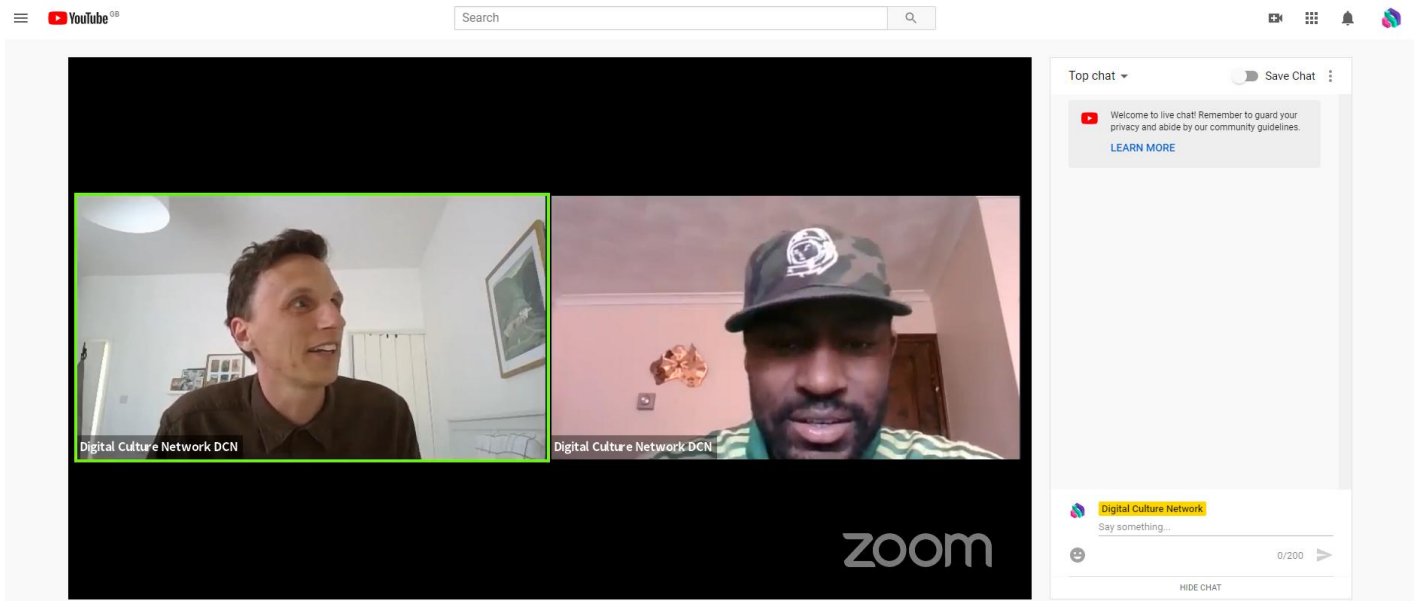 YouTube GB
Search
Top chat
Save Chat
Welcome to live chat! Remember to guard your
privacy and abide by our community guidelines.
LEARN MORE
Digital Culture Network DCN
Digital Culture Network DCN
zoom
Digital Culture Network
Say something...
0/200
HIDE CHAT